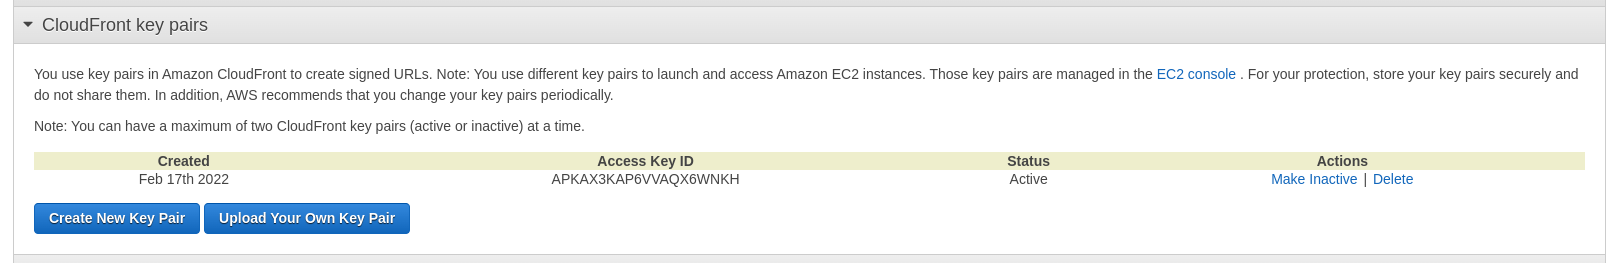 CloudFront key pairs
You use key pairs in Amazon CloudFront to create signed URLs. Note: You use different key pairs to launch and access Amazon EC2 instances. Those key pairs are managed in the EC2 console . For your protection, store your key pairs securely and
do not share them. In addition, AWS recommends that you change your key pairs periodically.
Note: You can have a maximum of two CloudFront key pairs (active or inactive) at a time.
Created Access Key ID Status Actions
Feb 17th 2022 APKAX3KAP6VVAQX6WNKH Active Make Inactive | Delete
Create New Key Pair Upload Your Own Key Pair